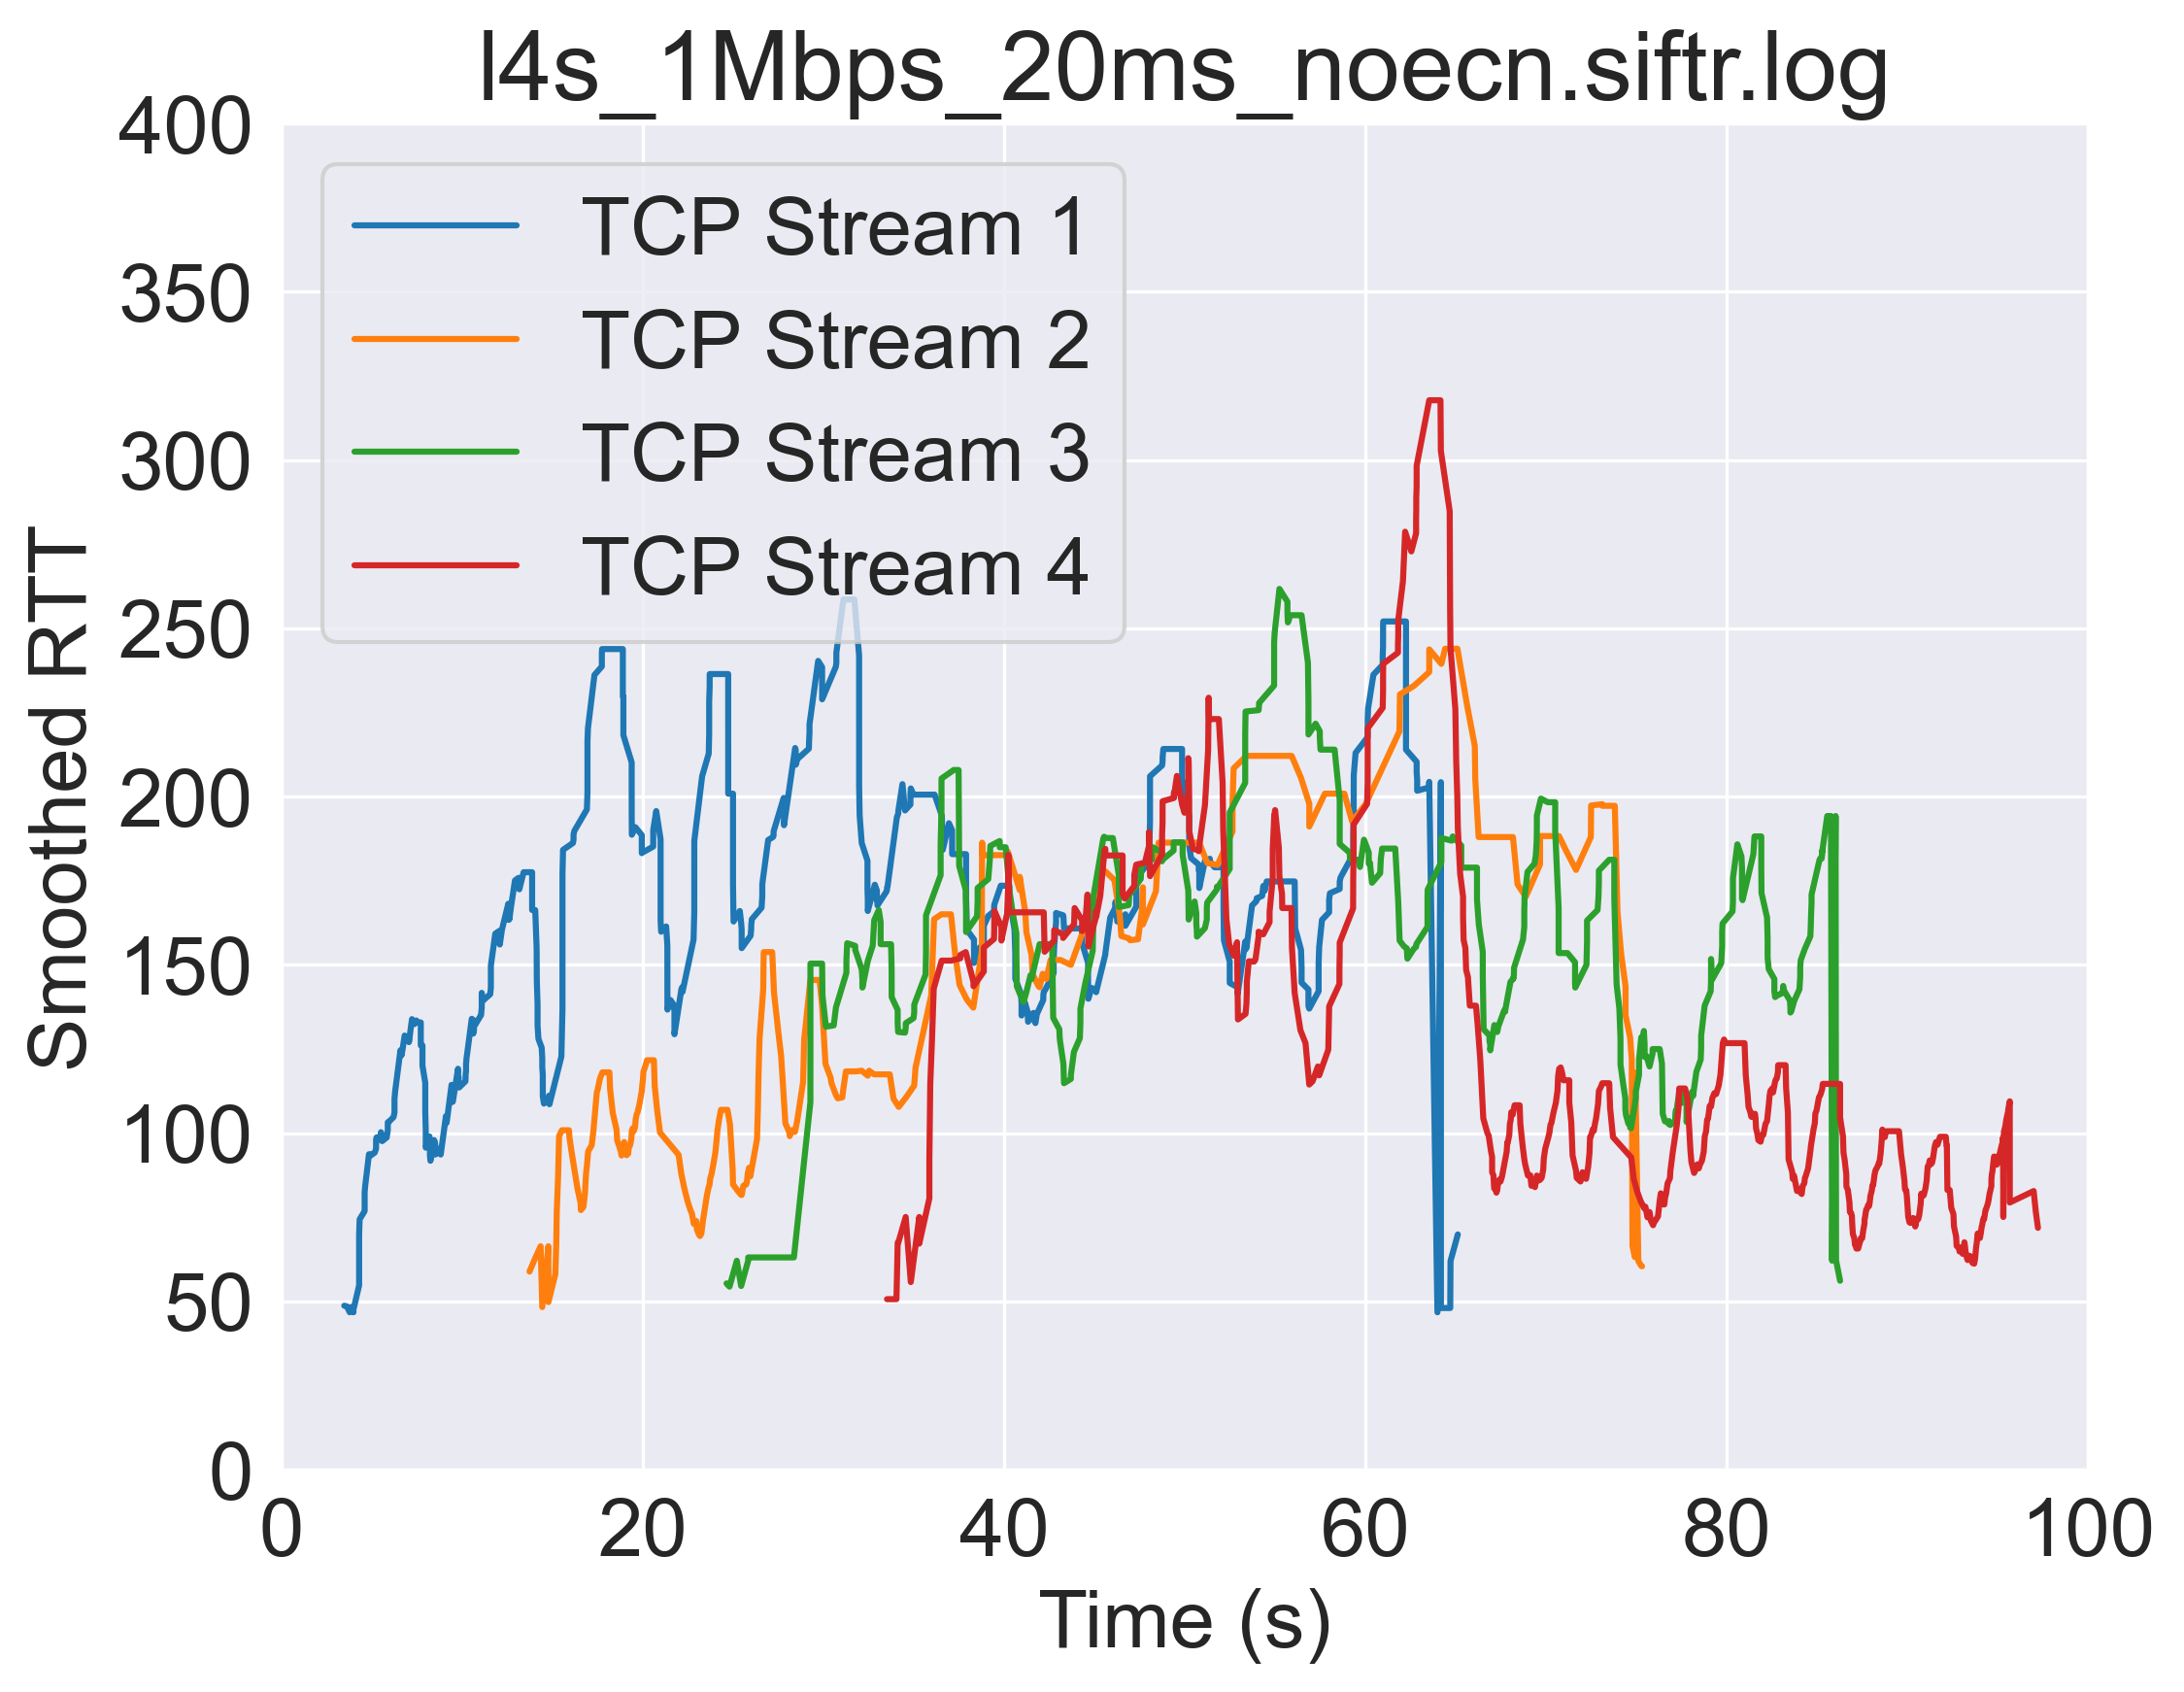 l4s_1Mbps_20ms_noecn.siftr.log
400
350
300
250
200
150
100
50
0
Smoothed RTT
TCP Stream 1
TCP Stream 2
TCP Stream 3
TCP Stream 4
0 20 40 60 80 100
Time (s)